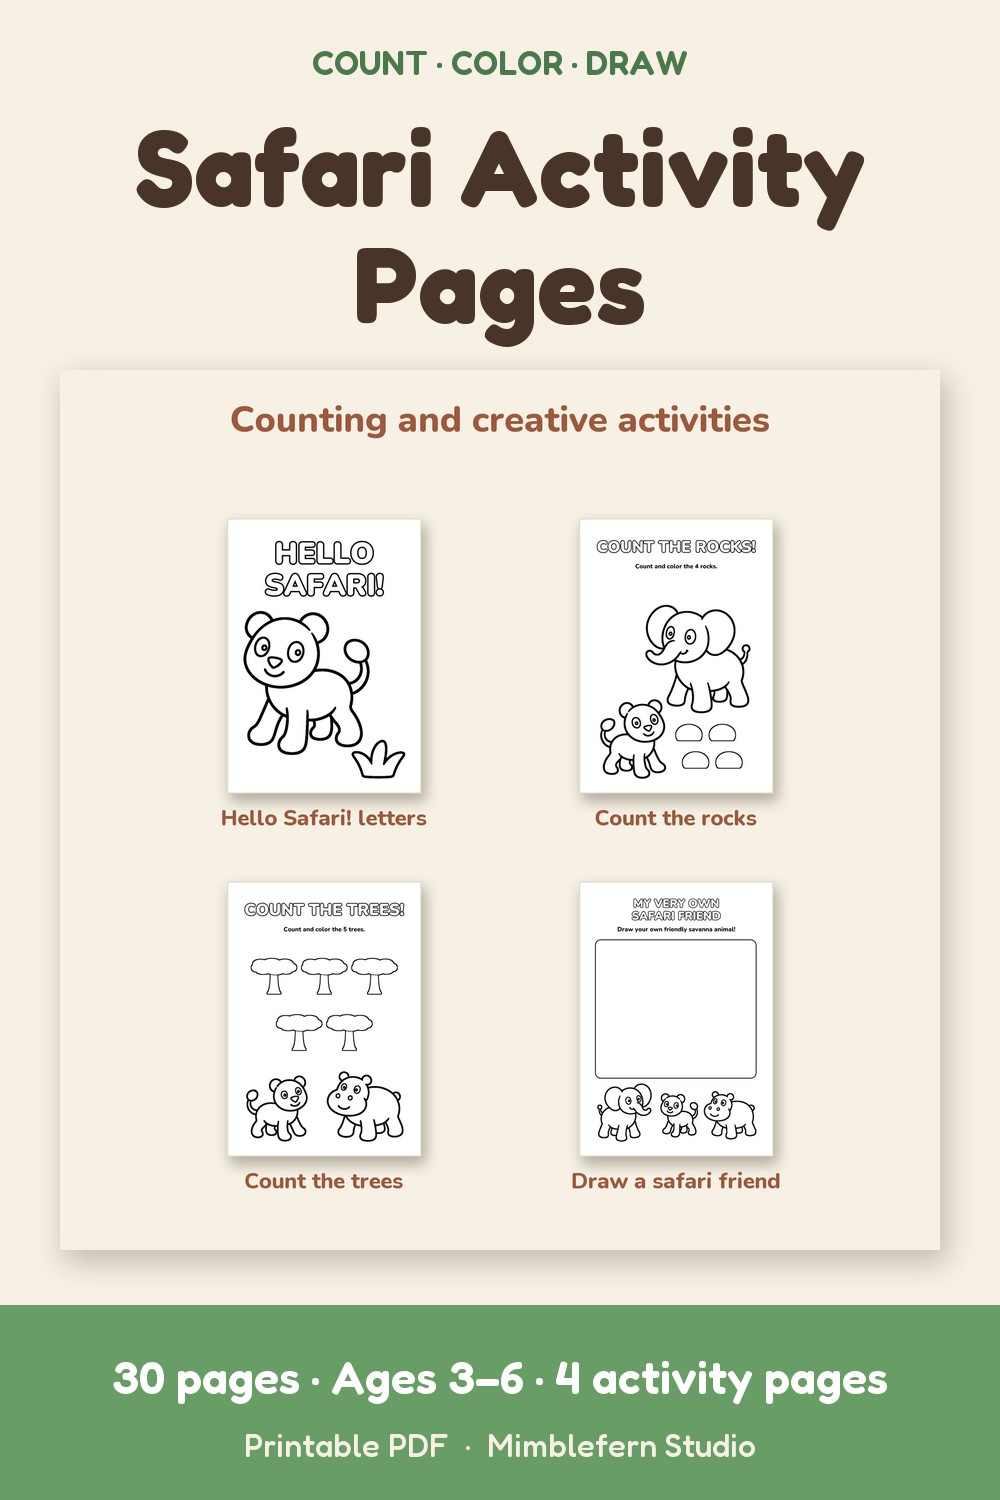 COUNT · COLOR · DRAW
Safari Activity
Pages
Counting and creative activities
HELLO
SAFARI!
Hello Safari! letters
COUNT THE ROCKS!
Count and color the 4 rocks.
Count the rocks
COUNT THE TREES!
Count and color the 5 trees.
Count the trees
MY VERY OWN
SAFARI FRIEND
Draw your own friendly savanna animal!
Draw a safari friend
30 pages · Ages 3–6 · 4 activity pages
Printable PDF · Mimblefern Studio